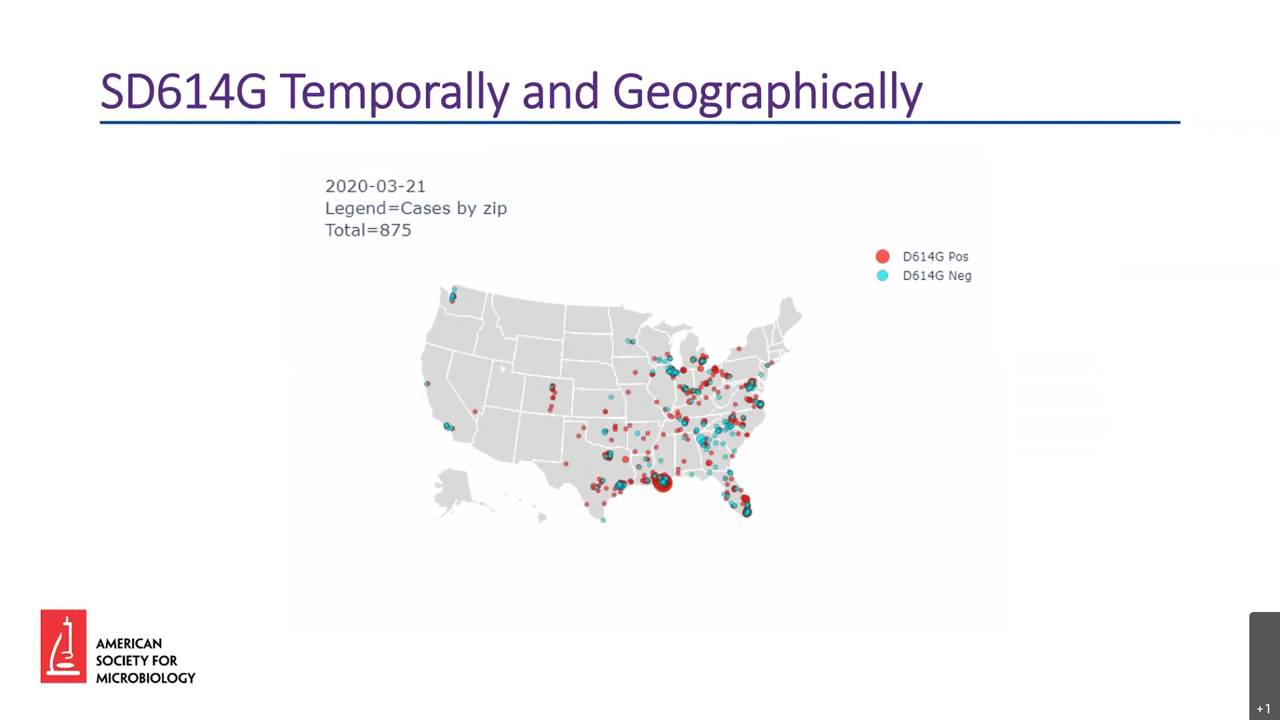 SD614G Temporally and Geographically
2020-03-21
Legend=Cases by zip
Total=875
D614G Pos
D614G Neg
AMERICAN
SOCIETY FOR
MICROBIOLOGY
+1